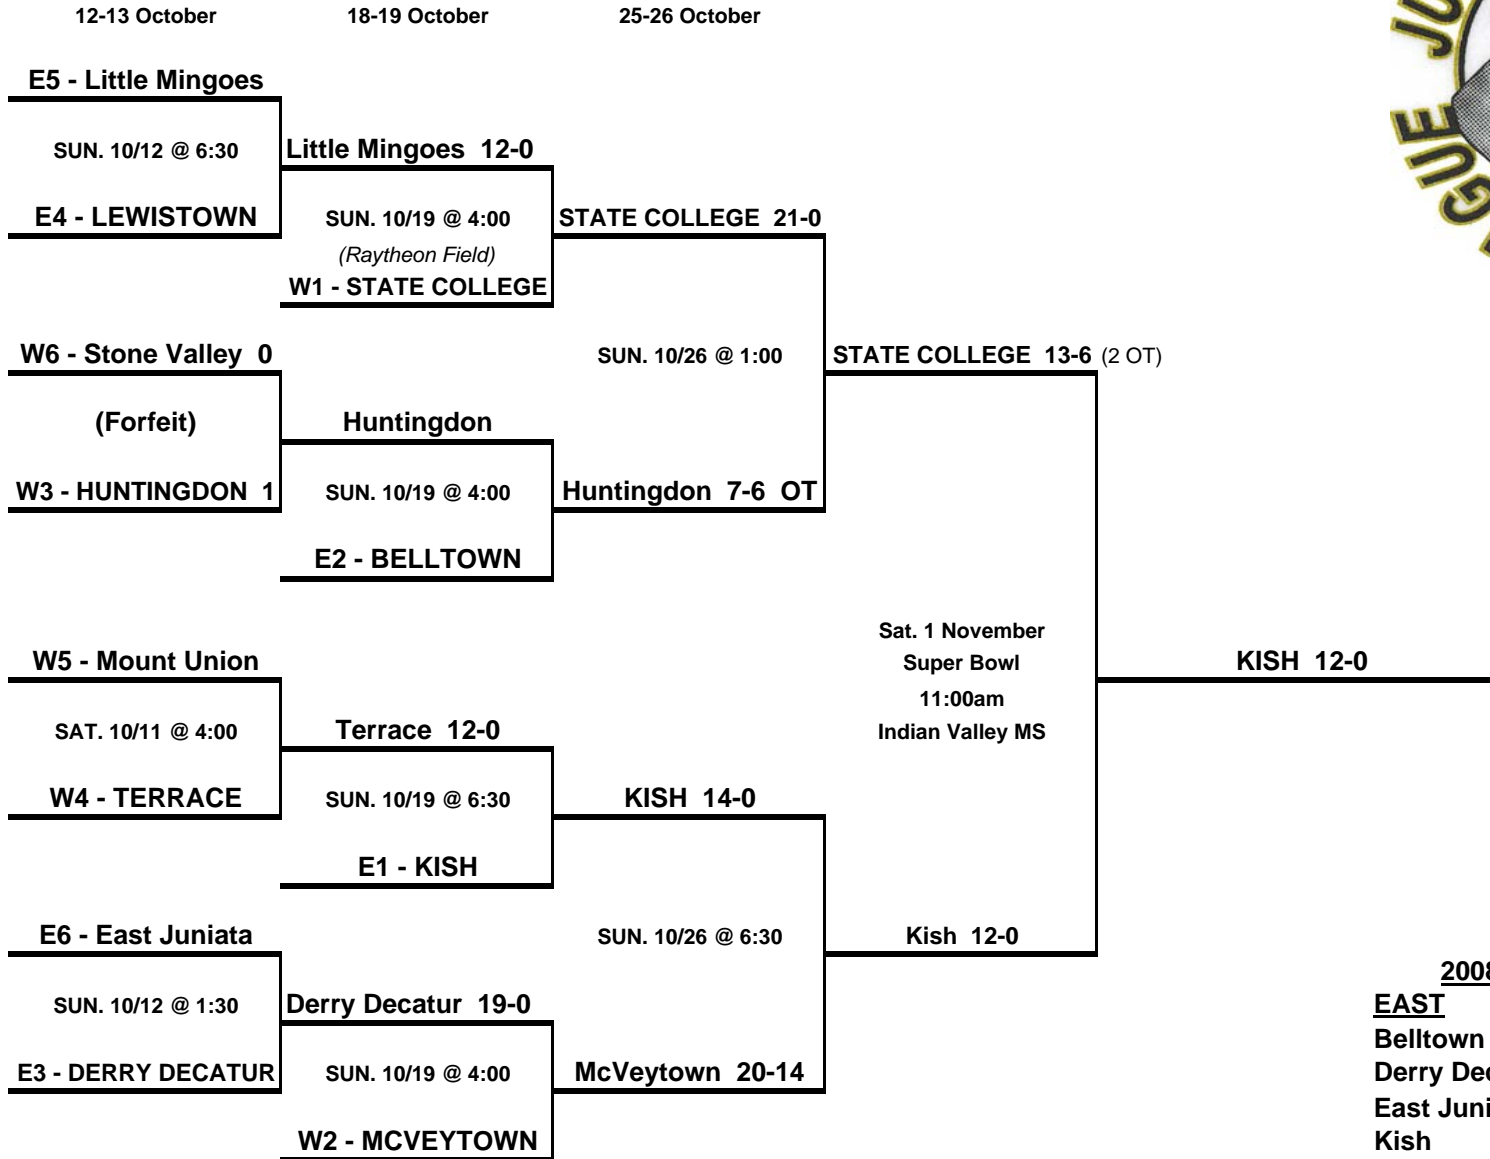 12-13 October
18-19 October
25-26 October
E5 - Little Mingoes
SUN. 10/12 @ 6:30
Little Mingoes 12-0
E4 - LEWISTOWN
SUN. 10/19 @ 4:00
STATE COLLEGE 21-0
(Raytheon Field)
W1 - STATE COLLEGE
W6 - Stone Valley 0
SUN. 10/26 @ 1:00
STATE COLLEGE 13-6 (2 OT)
(Forfeit)
Huntingdon
W3 - HUNTINGDON 1
SUN. 10/19 @ 4:00
Huntingdon 7-6 OT
E2 - BELLTOWN
Sat. 1 November
W5 - Mount Union
Super Bowl
KISH 12-0
11:00am
SAT. 10/11 @ 4:00
Terrace 12-0
Indian Valley MS
W4 - TERRACE
SUN. 10/19 @ 6:30
KISH 14-0
E1 - KISH
E6 - East Juniata
SUN. 10/26 @ 6:30
Kish 12-0
2008
SUN. 10/12 @ 1:30
Derry Decatur 19-0
EAST
Belltown
E3 - DERRY DECATUR
SUN. 10/19 @ 4:00
McVeytown 20-14
Derry Dec
East Juni
W2 - MCVEYTOWN
Kish